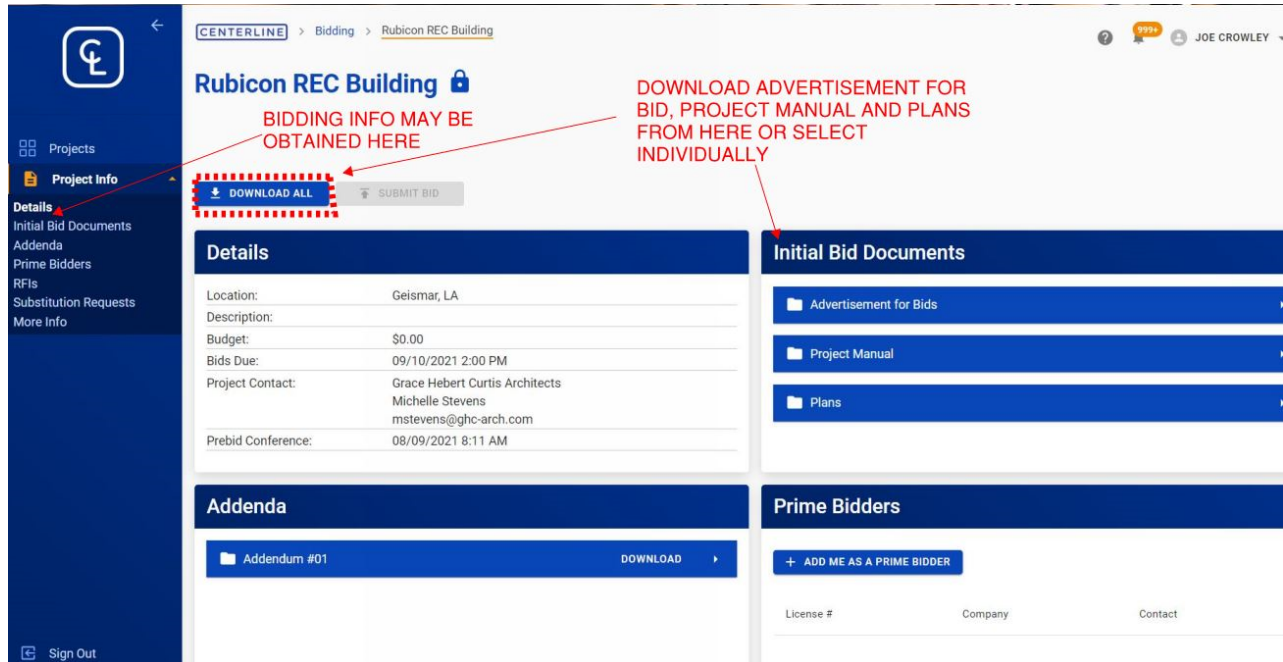 CENTERLINE > Bidding > Rubicon REC Building
999+
JOE CROWLEY
Rubicon REC Building
BIDDING INFO MAY BE
OBTAINED HERE
DOWNLOAD ADVERTISEMENT FOR
BID, PROJECT MANUAL AND PLANS
FROM HERE OR SELECT
INDIVIDUALLY
Projects
Project Info
Details
Initial Bid Documents
Addenda
Prime Bidders
RFIs
Substitution Requests
More Info
DOWNLOAD ALL
SUBMIT BID
Details
Location: Geismar, LA
Description:
Budget: $0.00
Bids Due: 09/10/2021 2:00 PM
Project Contact: Grace Hebert Curtis Architects
Michelle Stevens
mstevens@ghc-arch.com
Prebid Conference: 08/09/2021 8:11 AM
Initial Bid Documents
Advertisement for Bids
Project Manual
Plans
Addenda
Addendum #01 DOWNLOAD
Prime Bidders
+ ADD ME AS A PRIME BIDDER
License # Company Contact
Sign Out